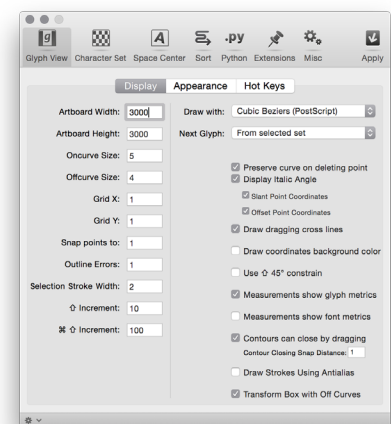 g
A
.py
Glyph View Character Set Space Center Sort Python Extensions Misc Apply
Display Appearance Hot Keys
Artboard Width: 3000
Artboard Height: 3000
Oncurve Size: 5
Offcurve Size: 4
Grid X: 1
Grid Y: 1
Snap points to: 1
Outline Errors: 1
Selection Stroke Width: 2
⇧ Increment: 10
⌘ ⇧ Increment: 100
Draw with: Cubic Beziers (PostScript)
Next Glyph: From selected set
Preserve curve on deleting point
Display Italic Angle
Slant Point Coordinates
Offset Point Coordinates
Draw dragging cross lines
Draw coordinates background color
Use ⇧ 45° constrain
Measurements show glyph metrics
Measurements show font metrics
Contours can close by dragging
Contour Closing Snap Distance: 1
Draw Strokes Using Antialias
Transform Box with Off Curves